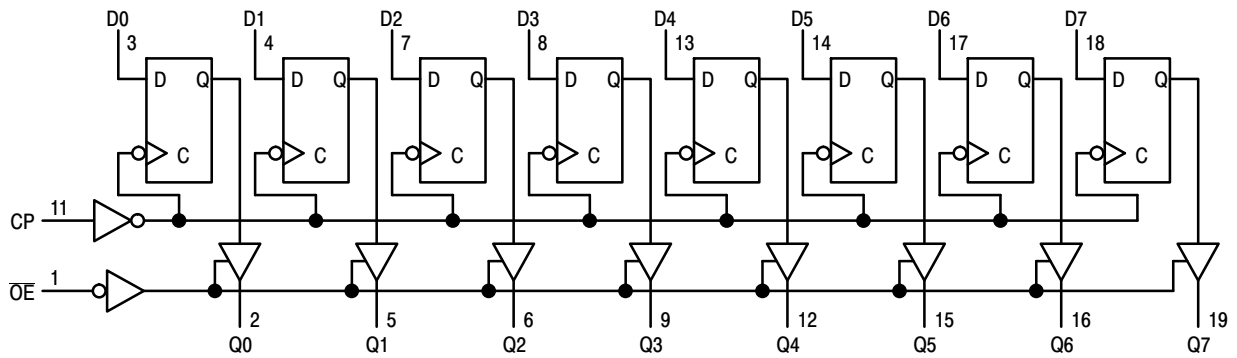 D0 D1 D2 D3 D4 D5 D6 D7
3 4 7 8 13 14 17 18
D Q D Q D Q D Q D Q D Q D Q D Q
C C C C C C C C
CP 11
OE 1
2 5 6 9 12 15 16 19
Q0 Q1 Q2 Q3 Q4 Q5 Q6 Q7